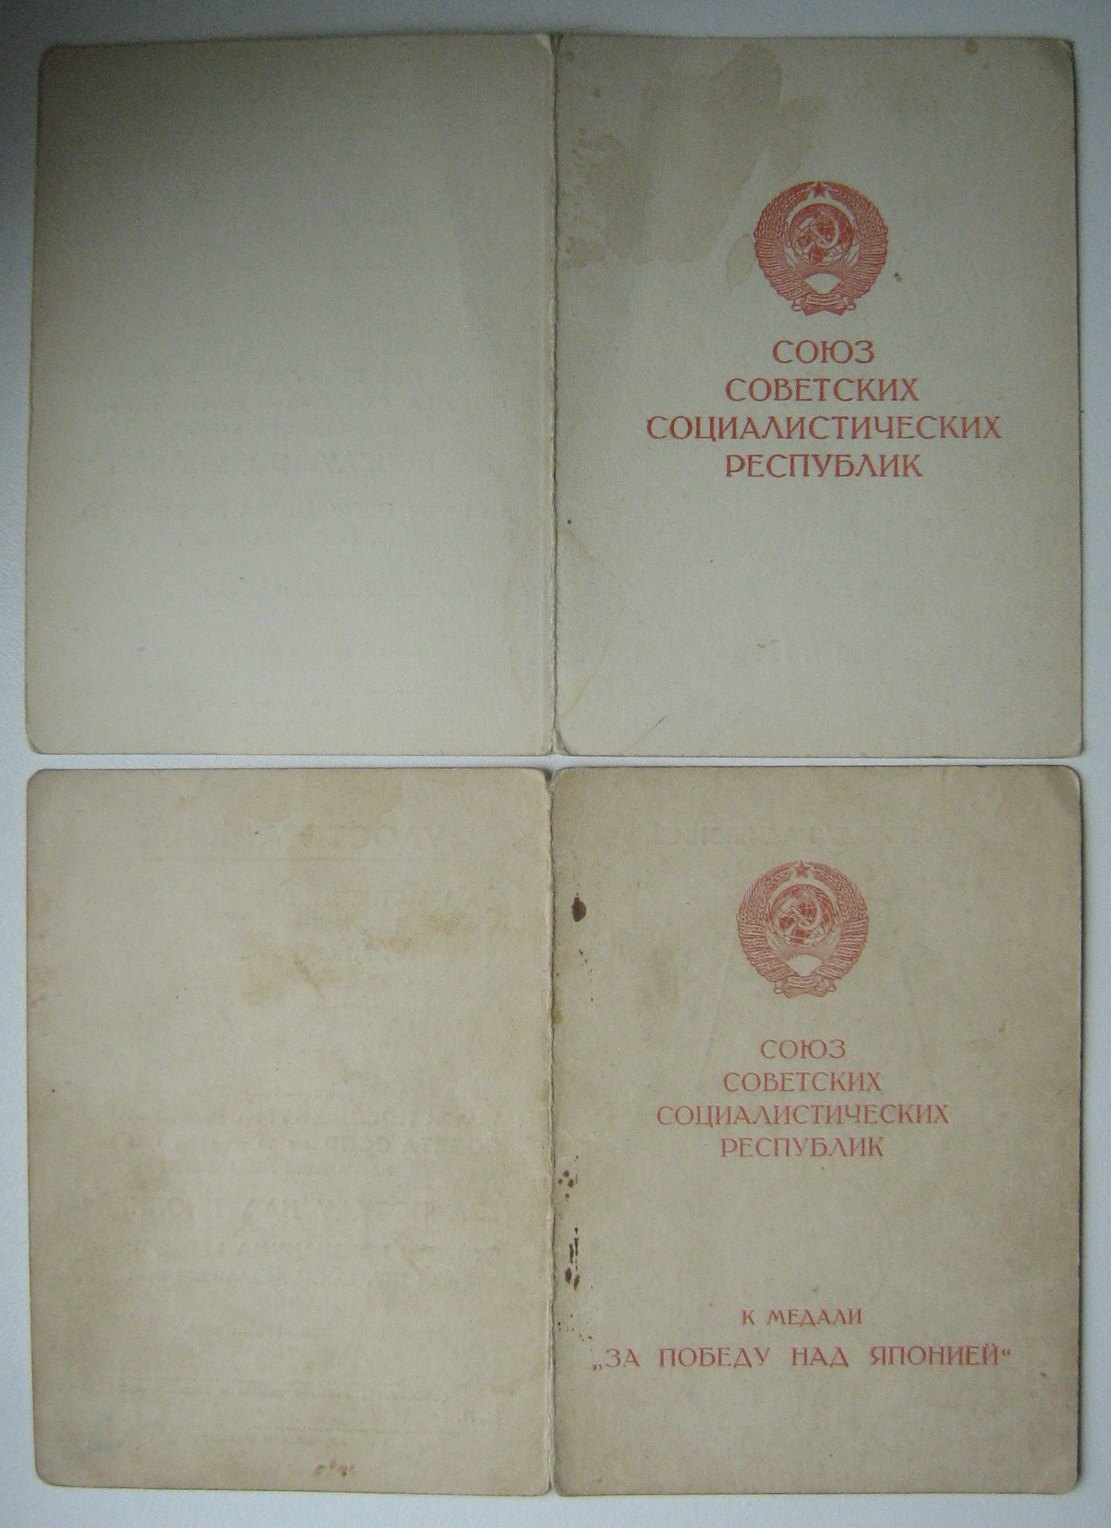 СОЮЗ
СОВЕТСКИХ
СОЦИАЛИСТИЧЕСКИХ
РЕСПУБЛИК
СОЮЗ
СОВЕТСКИХ
СОЦИАЛИСТИЧЕСКИХ
РЕСПУБЛИК
К МЕДАЛИ
„ЗА ПОБЕДУ НАД ЯПОНИЕЙ“